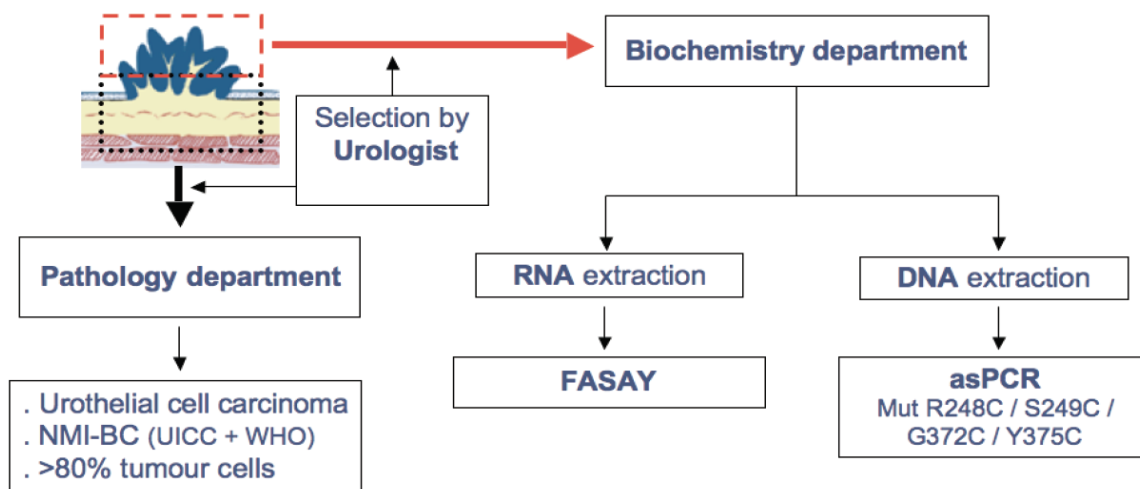 Biochemistry department
Selection by
Urologist
Pathology department
RNA extraction
DNA extraction
. Urothelial cell carcinoma
. NMI-BC (UICC + WHO)
. >80% tumour cells
FASAY
asPCR
Mut R248C / S249C /
G372C / Y375C